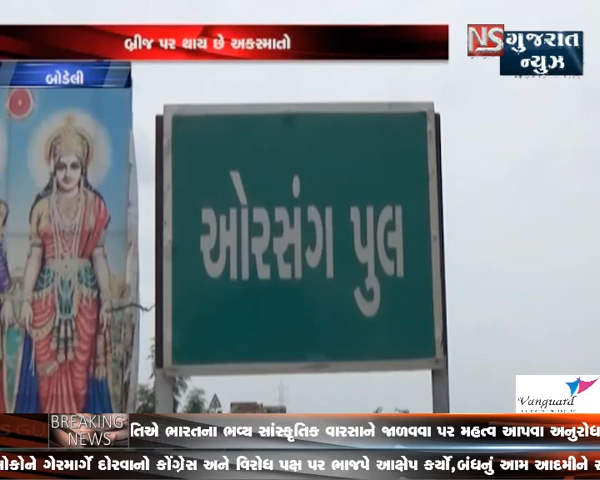 બ્રીજ પર થાય છે અકસ્માતો
NS ગુજરાત
ન્યુઝ
બોડેલી
ઓરસંગ પુલ
Vanguard
BREAKING
NEWS
તિએ ભારતના ભવ્ય સાંસ્કૃતિક વારસાને જાળવવા પર મહત્વ આપવા અનુરોધ
ોકોને ગેરમાર્ગે દોરવાનો કોંગ્રેસ અને વિરોધ પક્ષ પર ભાજપે આક્ષેપ કર્યો,બંધનું આમ આદમીને